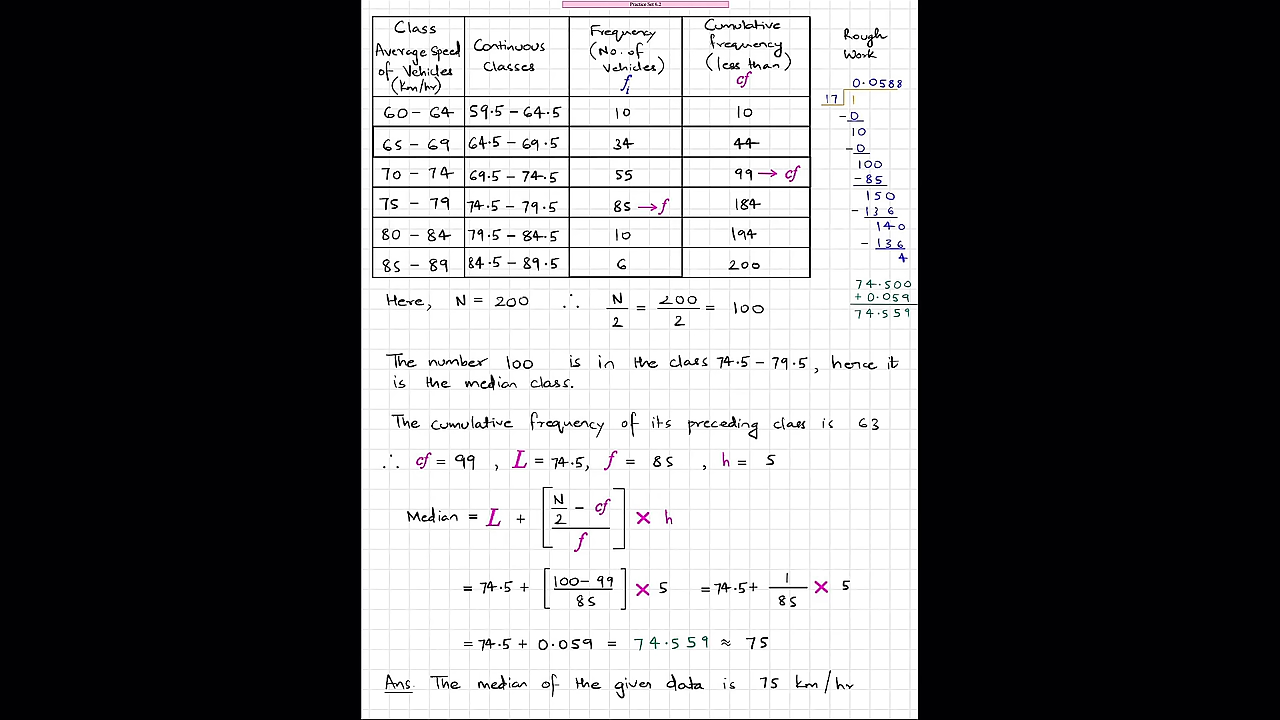 Practice Set 6.2
Class Average Speed of Vehicles (km/hr) | Continuous Classes | Frequency (No. of Vehicles) fi | Cumulative frequency (less than) cf
60 – 64 | 59.5 – 64.5 | 10 | 10
65 – 69 | 64.5 – 69.5 | 34 | 44
70 – 74 | 69.5 – 74.5 | 55 | 99 → cf
75 – 79 | 74.5 – 79.5 | 85 → f | 184
80 – 84 | 79.5 – 84.5 | 10 | 194
85 – 89 | 84.5 – 89.5 | 6 | 200
Rough Work
0.0588
17 1
-0
10
-0
100
-85
150
-136
140
-136
4
74.500
+ 0.059
74.559
Here, N = 200 ∴ N/2 = 200/2 = 100
The number 100 is in the class 74.5 – 79.5, hence it
is the median class.
The cumulative frequency of its preceding class is 63
∴ cf = 99 , L = 74.5, f = 85 , h = 5
Median = L + [(N/2 - cf)/f] × h
= 74.5 + [(100 - 99)/85] × 5 = 74.5 + 1/85 × 5
= 74.5 + 0.059 = 74.559 ≈ 75
Ans. The median of the given data is 75 km/hr